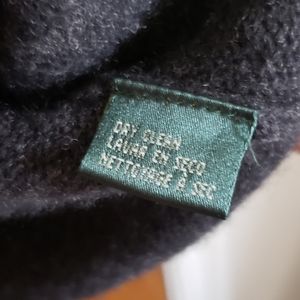 DRY CLEAN
LAVAR EN SECO
NETTOYAGE A SEC